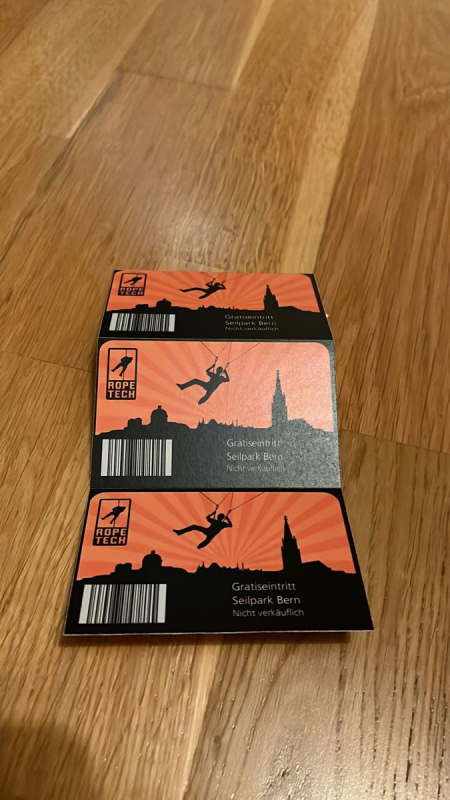 ROPE
TECH
Gratiseintritt
Seilpark Bern
Nicht verkäuflich
ROPE
TECH
Gratiseintritt
Seilpark Bern
Nicht verkäuflich
ROPE
TECH
Gratiseintritt
Seilpark Bern
Nicht verkäuflich